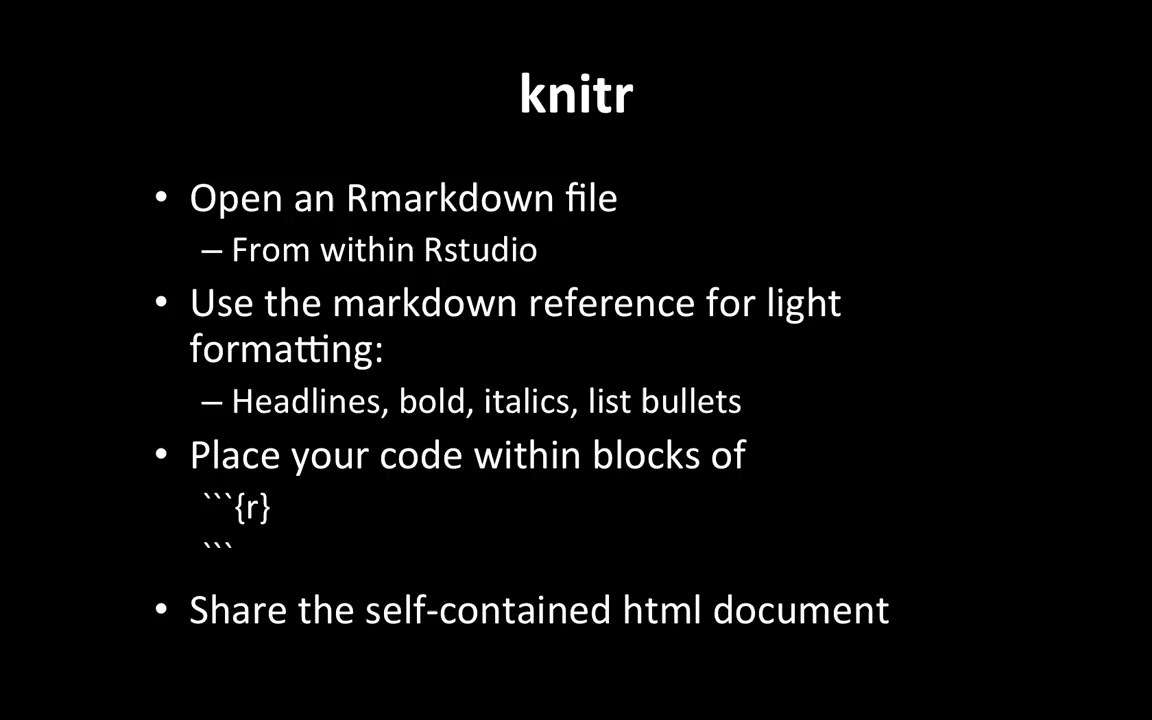 knitr
• Open an Rmarkdown file
– From within Rstudio
• Use the markdown reference for light
formatting:
– Headlines, bold, italics, list bullets
• Place your code within blocks of
```{r}
```
• Share the self-contained html document